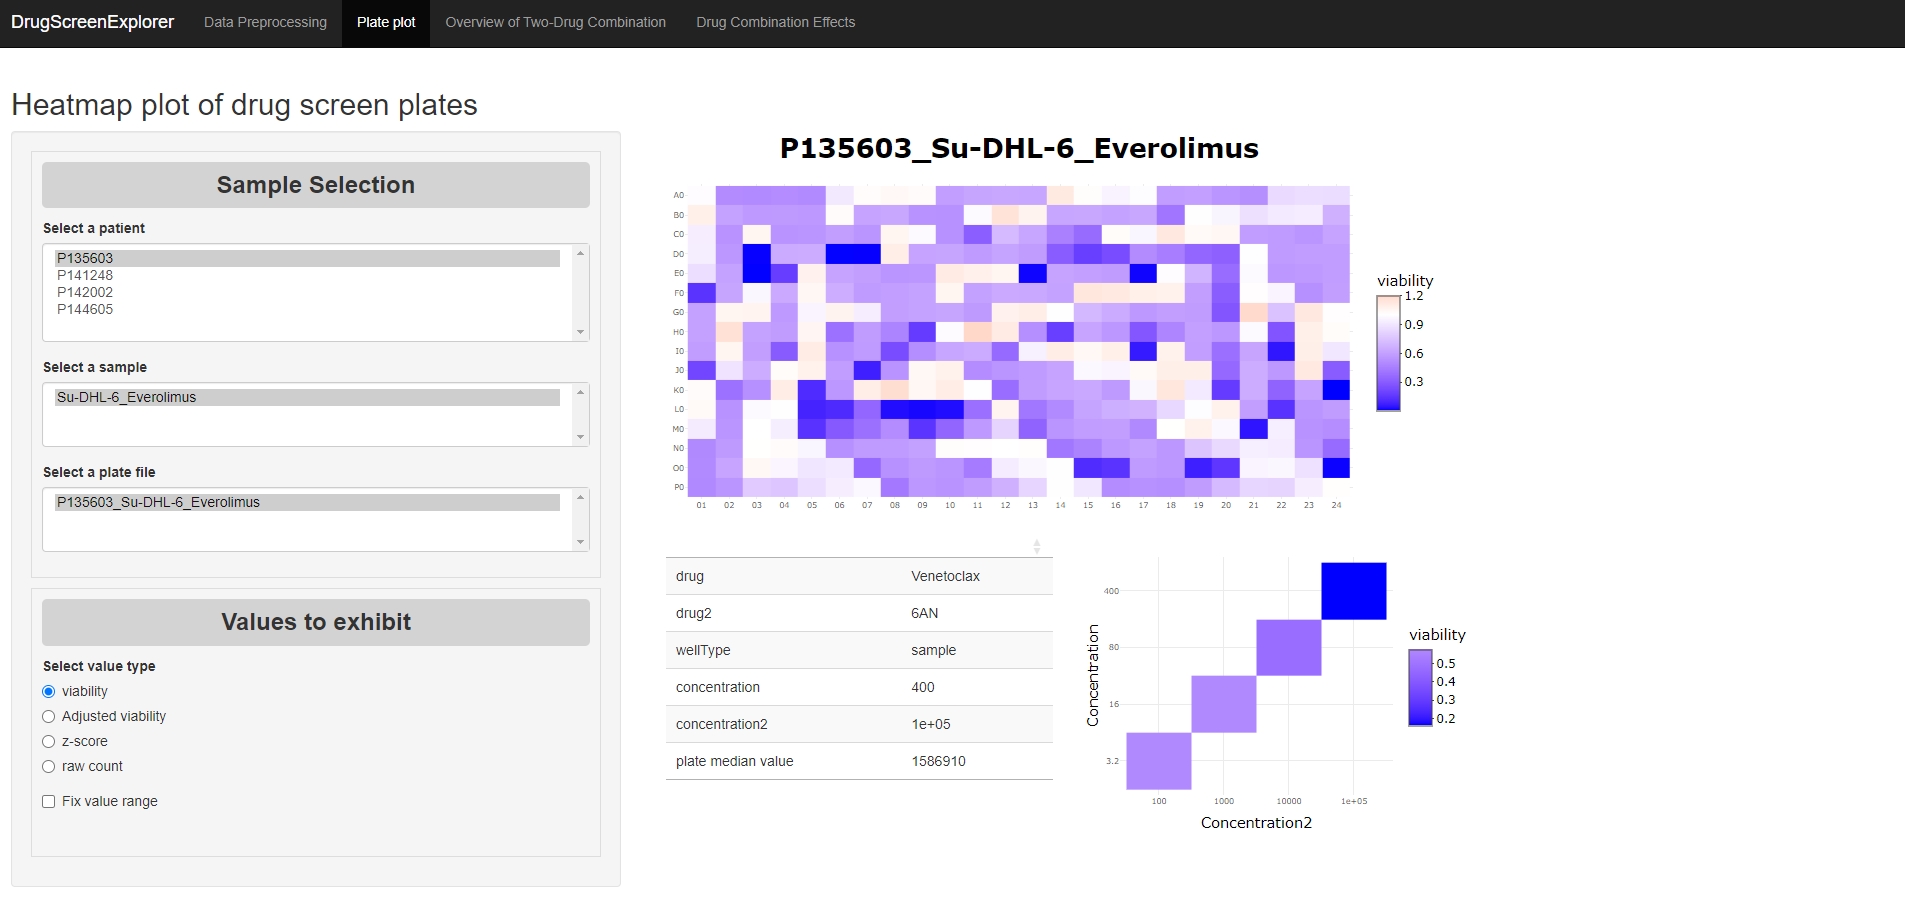 DrugScreenExplorer Data Preprocessing Plate plot Overview of Two-Drug Combination Drug Combination Effects
Heatmap plot of drug screen plates
Sample Selection
Select a patient
P135603
P141248
P142002
P144605
Select a sample
Su-DHL-6_Everolimus
Select a plate file
P135603_Su-DHL-6_Everolimus
Values to exhibit
Select value type
viability
Adjusted viability
z-score
raw count
Fix value range
P135603_Su-DHL-6_Everolimus
A0
B0
C0
D0
E0
F0
G0
H0
I0
J0
K0
L0
M0
N0
O0
P0
01 02 03 04 05 06 07 08 09 10 11 12 13 14 15 16 17 18 19 20 21 22 23 24
viability
1.2
0.9
0.6
0.3
drug Venetoclax
drug2 6AN
wellType sample
concentration 400
concentration2 1e+05
plate median value 1586910
Concentration
400
80
16
3.2
100 1000 10000 1e+05
Concentration2
viability
0.5
0.4
0.3
0.2